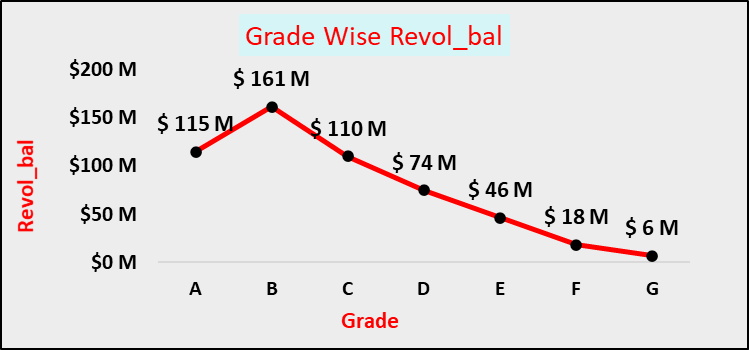 Grade Wise Revol_bal
Revol_bal
$200 M
$150 M
$100 M
$50 M
$0 M
$ 115 M
$ 161 M
$ 110 M
$ 74 M
$ 46 M
$ 18 M
$ 6 M
A B C D E F G
Grade